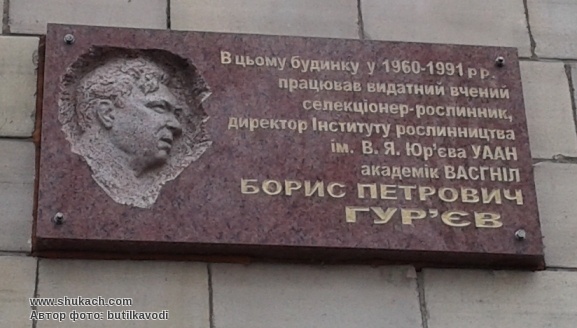 В цьому будинку у 1960-1991 р р.
працював видатний вчений
селекціонер-рослинник,
директор Інституту рослинництва
ім. В. Я. Юр'єва УААН
академік ВАСГНІЛ
БОРИС ПЕТРОВИЧ
ГУР'ЄВ
www.shukach.com
Автор фото: butilkavodi